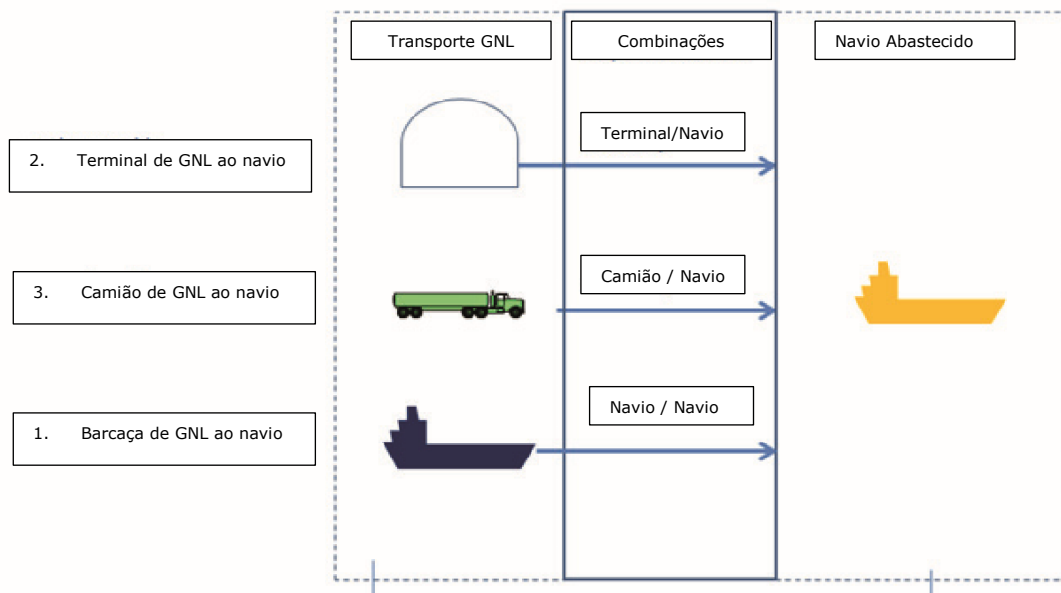 Transporte GNL
Combinações
Navio Abastecido
2. Terminal de GNL ao navio
Terminal/Navio
3. Camião de GNL ao navio
Camião / Navio
1. Barcaça de GNL ao navio
Navio / Navio